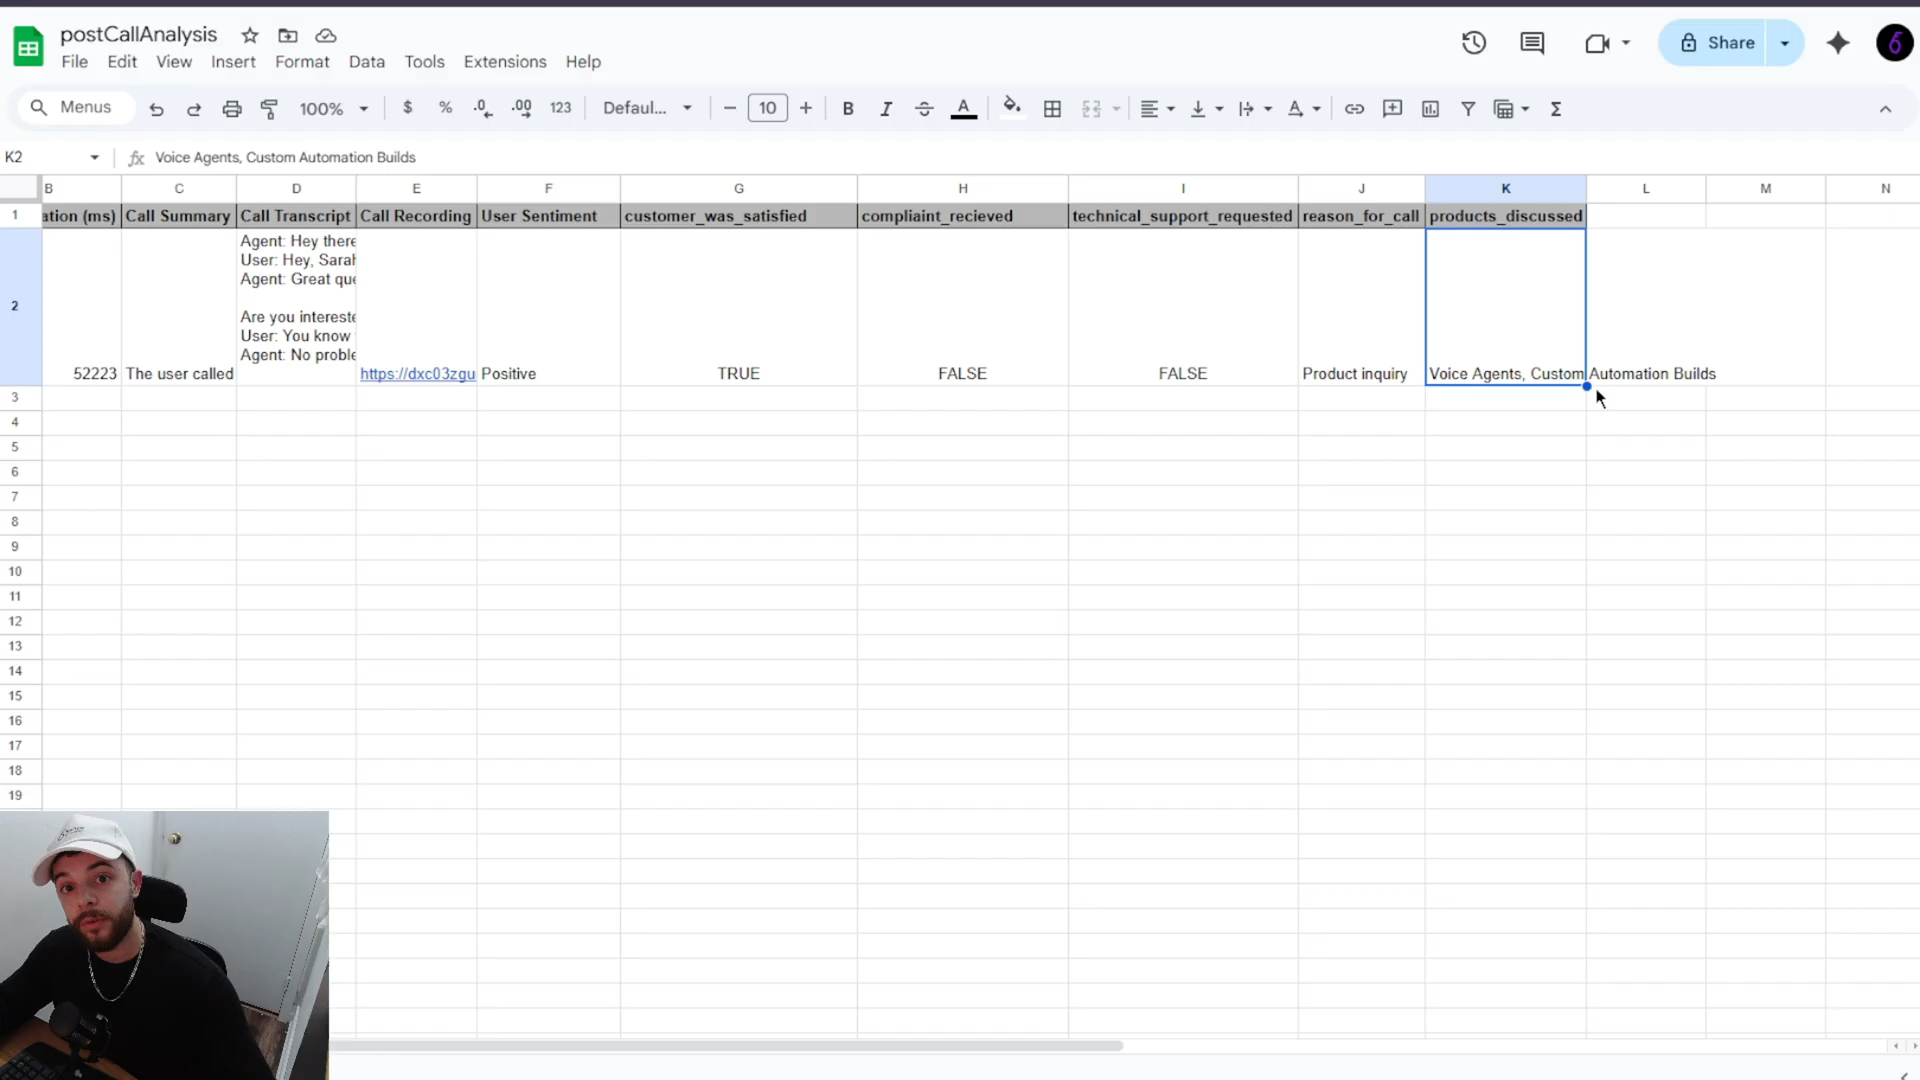 postCallAnalysis
File Edit View Insert Format Data Tools Extensions Help
Share
Menus 100% $ % .0 .00 123 Defaul... 10 B I S A
K2 fx Voice Agents, Custom Automation Builds
B C D E F G H I J K L M N
1 ation (ms) Call Summary Call Transcript Call Recording User Sentiment customer_was_satisfied compliaint_recieved technical_support_requested reason_for_call products_discussed
Agent: Hey there
User: Hey, Sarah
Agent: Great que
Are you intereste
User: You know
Agent: No proble
2 52223 The user called https://dxc03zgu Positive TRUE FALSE FALSE Product inquiry Voice Agents, Custom Automation Builds
3
4
5
6
7
8
9
10
11
12
13
14
15
16
17
18
19